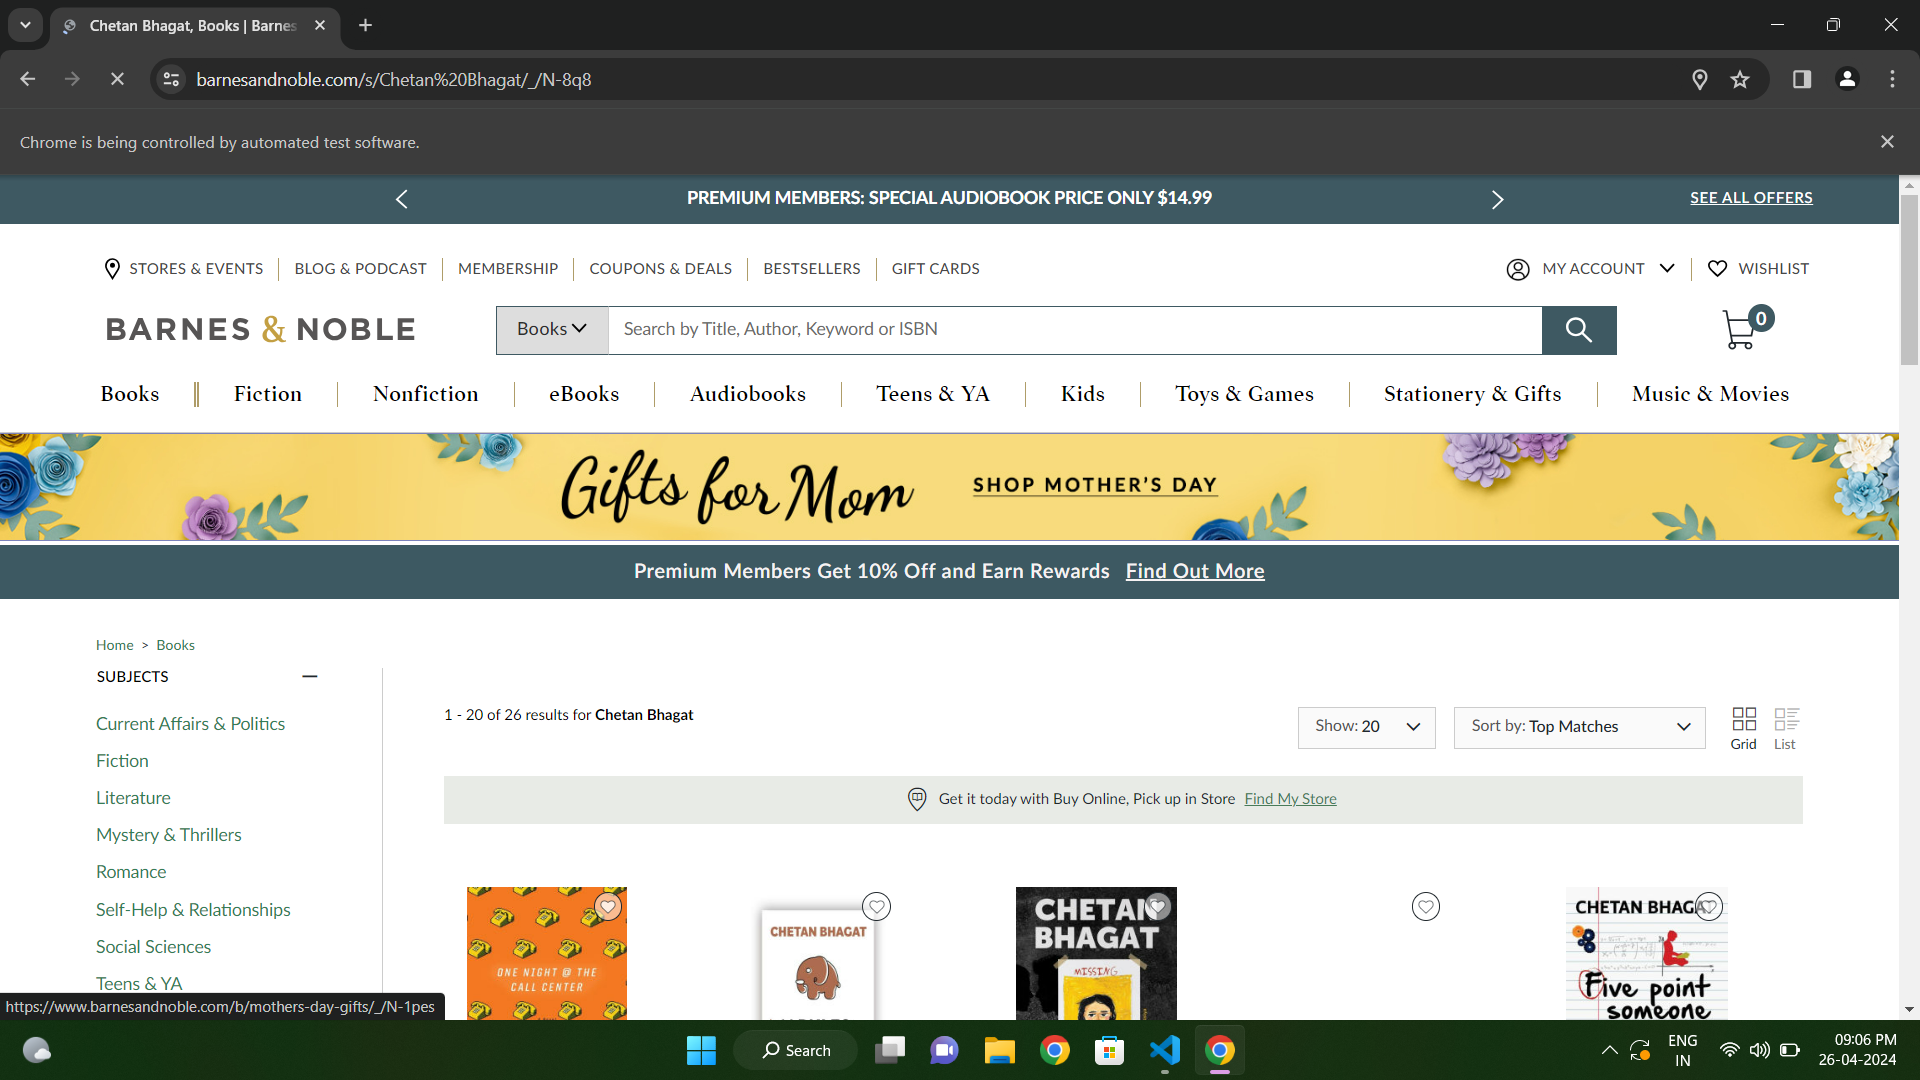 Chetan Bhagat, Books | Barnes
barnesandnoble.com/s/Chetan%20Bhagat/_/N-8q8
Chrome is being controlled by automated test software.
PREMIUM MEMBERS: SPECIAL AUDIOBOOK PRICE ONLY $14.99
SEE ALL OFFERS
STORES & EVENTS
BLOG & PODCAST
MEMBERSHIP
COUPONS & DEALS
BESTSELLERS
GIFT CARDS
MY ACCOUNT
WISHLIST
BARNES & NOBLE
Books
Search by Title, Author, Keyword or ISBN
0
Books
Fiction
Nonfiction
eBooks
Audiobooks
Teens & YA
Kids
Toys & Games
Stationery & Gifts
Music & Movies
Gifts for Mom
SHOP MOTHER'S DAY
Premium Members Get 10% Off and Earn Rewards Find Out More
Home > Books
SUBJECTS
Current Affairs & Politics
Fiction
Literature
Mystery & Thrillers
Romance
Self-Help & Relationships
Social Sciences
Teens & YA
1 - 20 of 26 results for Chetan Bhagat
Show: 20
Sort by: Top Matches
Grid
List
Get it today with Buy Online, Pick up in Store Find My Store
ONE NIGHT @ THE
CALL CENTER
CHETAN BHAGAT
CHETAN
BHAGAT
MISSING
CHETAN BHAGAT
Five point
someone
https://www.barnesandnoble.com/b/mothers-day-gifts/_/N-1pes
Search
ENG
IN
09:06 PM
26-04-2024